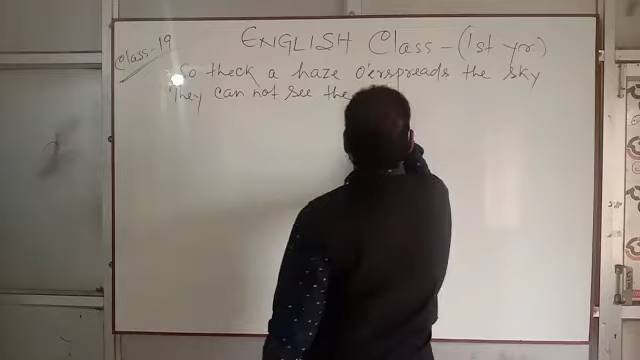 Class-19
ENGLISH Class - (1st yr)
So theck a haze o'erspreads the sky
They can not see the